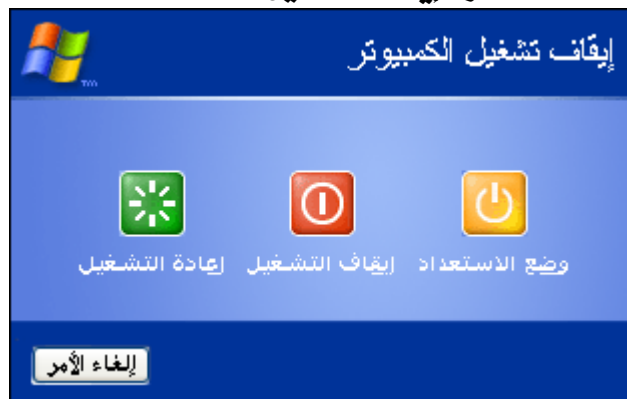 إيقاف تشغيل الكمبيوتر
وضع الاستعداد إيقاف التشغيل إعادة التشغيل
إلغاء الأمر